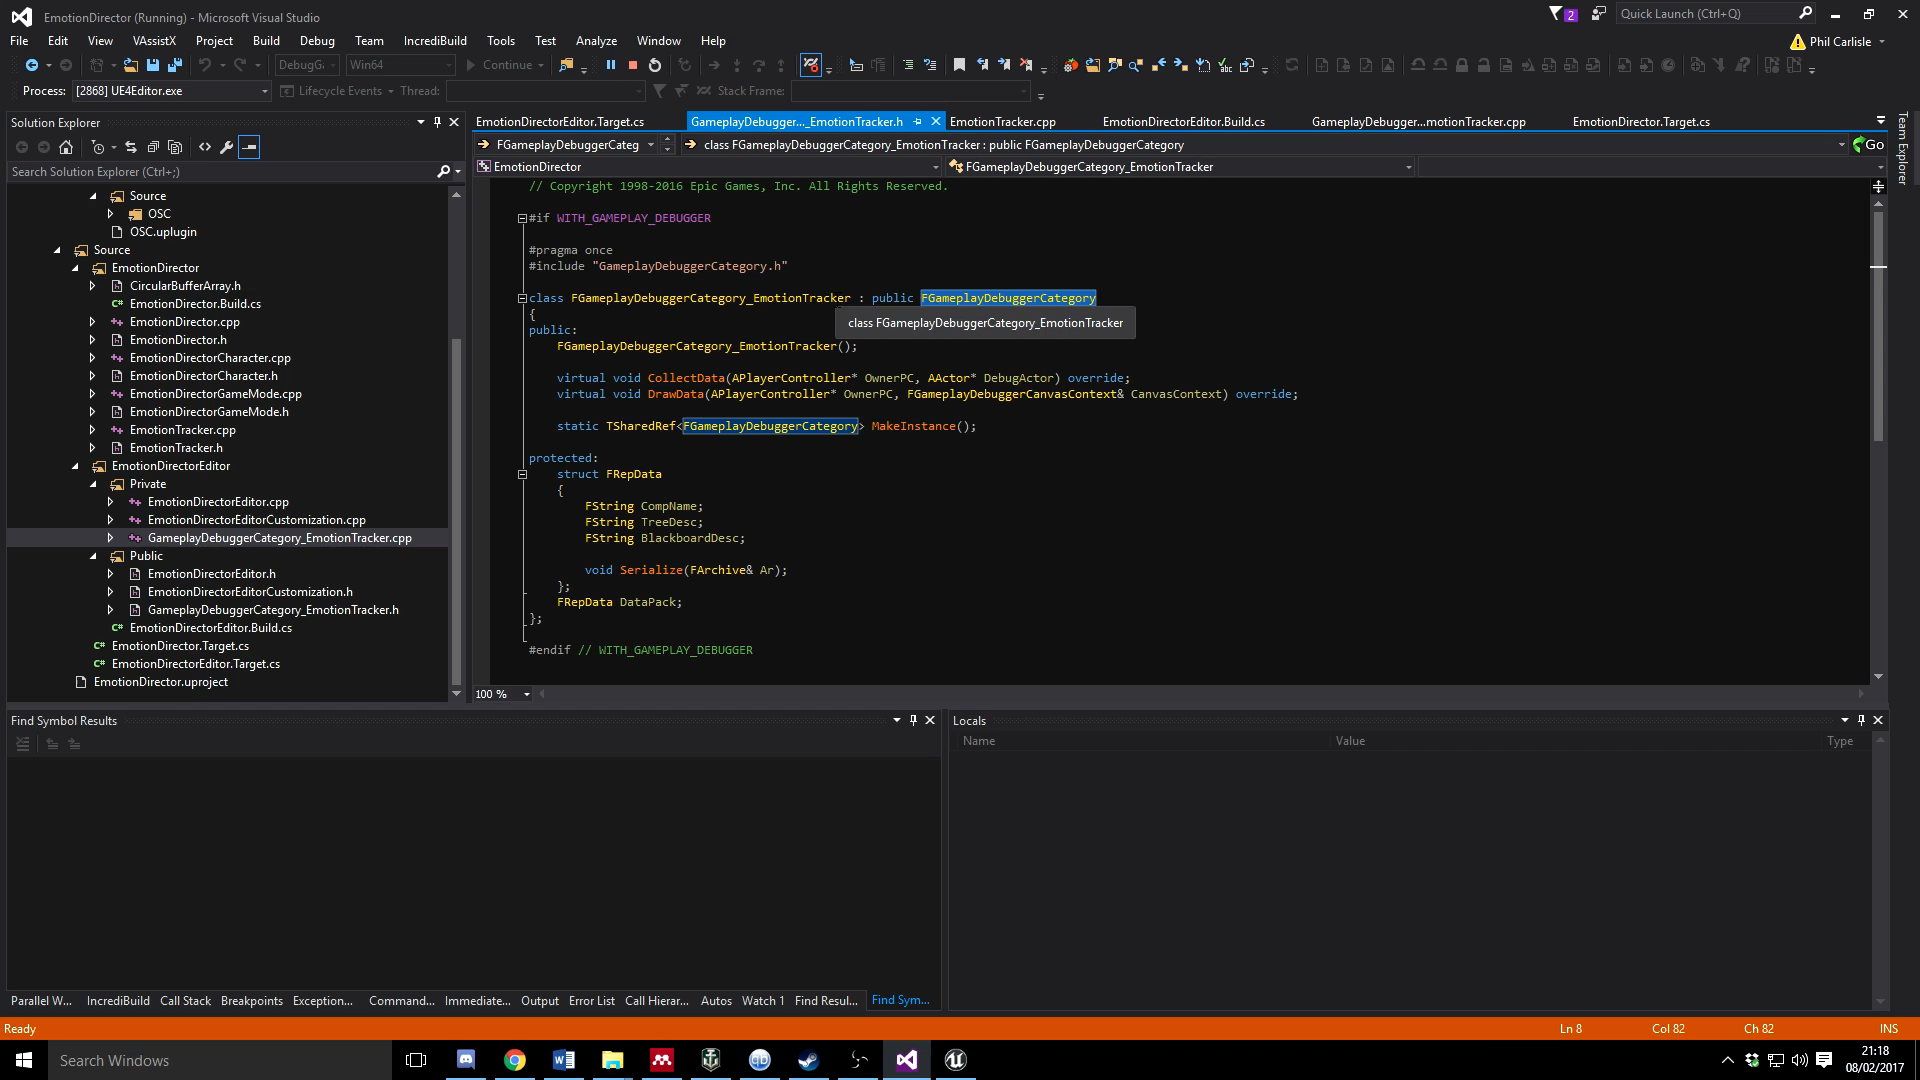 EmotionDirector (Running) - Microsoft Visual Studio
2
Quick Launch (Ctrl+Q)
File Edit View VAssistX Project Build Debug Team IncrediBuild Tools Test Analyze Window Help
Phil Carlisle
Win64
Continue
Process: [2868] UE4Editor.exe
Lifecycle Events
Thread:
Stack Frame:
Solution Explorer
Search Solution Explorer (Ctrl+;)
Source
OSC
OSC.uplugin
Source
EmotionDirector
CircularBufferArray.h
EmotionDirector.Build.cs
EmotionDirector.cpp
EmotionDirector.h
EmotionDirectorCharacter.cpp
EmotionDirectorCharacter.h
EmotionDirectorGameMode.cpp
EmotionDirectorGameMode.h
EmotionTracker.cpp
EmotionTracker.h
EmotionDirectorEditor
Private
EmotionDirectorEditor.cpp
EmotionDirectorEditorCustomization.cpp
GameplayDebuggerCategory_EmotionTracker.cpp
Public
EmotionDirectorEditor.h
EmotionDirectorEditorCustomization.h
GameplayDebuggerCategory_EmotionTracker.h
EmotionDirectorEditor.Build.cs
EmotionDirector.Target.cs
EmotionDirectorEditor.Target.cs
EmotionDirector.uproject
EmotionDirectorEditor.Target.cs
GameplayDebugger..._EmotionTracker.h
EmotionTracker.cpp
EmotionDirectorEditor.Build.cs
GameplayDebugger...motionTracker.cpp
EmotionDirector.Target.cs
FGameplayDebuggerCateg
class FGameplayDebuggerCategory_EmotionTracker : public FGameplayDebuggerCategory
Go
EmotionDirector
FGameplayDebuggerCategory_EmotionTracker
Team Explorer
// Copyright 1998-2016 Epic Games, Inc. All Rights Reserved.
#if WITH_GAMEPLAY_DEBUGGER
#pragma once
#include "GameplayDebuggerCategory.h"
class FGameplayDebuggerCategory_EmotionTracker : public FGameplayDebuggerCategory
{
class FGameplayDebuggerCategory_EmotionTracker
public:
FGameplayDebuggerCategory_EmotionTracker();
virtual void CollectData(APlayerController* OwnerPC, AActor* DebugActor) override;
virtual void DrawData(APlayerController* OwnerPC, FGameplayDebuggerCanvasContext& CanvasContext) override;
static TSharedRef<FGameplayDebuggerCategory> MakeInstance();
protected:
struct FRepData
{
FString CompName;
FString TreeDesc;
FString BlackboardDesc;
void Serialize(FArchive& Ar);
};
FRepData DataPack;
};
#endif // WITH_GAMEPLAY_DEBUGGER
100 %
Find Symbol Results
Locals
Name Value Type
Parallel W... IncrediBuild Call Stack Breakpoints Exception... Command... Immediate... Output Error List Call Hierar... Autos Watch 1 Find Resul... Find Sym...
Ready
Ln 8 Col 82 Ch 82 INS
Search Windows
21:18
08/02/2017